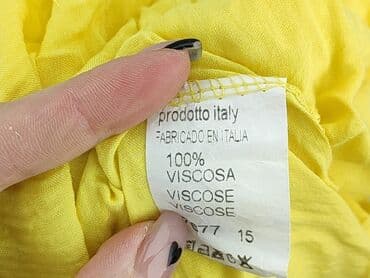 prodotto italy
FABRICADO EN ITALIA
100%
VISCOSA
VISCOSE
VISCOSE
15